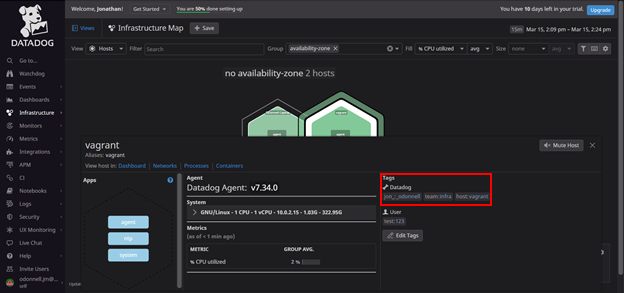 Welcome, Jonathan!
Get Started
You are 50% done setting up
You have 10 days left in your trial.
Upgrade
DATADOG
Go to...
Watchdog
Events
Dashboards
Infrastructure
Monitors
Metrics
Integrations
APM
CI
Notebooks
Logs
Security
UX Monitoring
Live Chat
Help
Invite Users
udonnell.jm@...
Views
Infrastructure Map
+ Save
15m
Mar 15, 2:09 pm – Mar 15, 2:24 pm
View
Hosts
Filter
Search
Group
availability-zone ×
Fill
% CPU utilized
avg
Size
none
avg
no availability-zone 2 hosts
agent
agent
vagrant
Aliases: vagrant
Mute Host
View host in: Dashboard | Networks | Processes | Containers
Apps
agent
ntp
system
Agent
Datadog Agent: v7.34.0
System
GNU/Linux - 1 CPU - 1 vCPU - 10.0.2.15 - 1.03G - 322.95G
Metrics
(as of < 1 min ago)
METRIC
GROUP AVG.
% CPU utilized
2 %
Tags
Datadog
jon_:_odonnell
team:infra
host:vagrant
User
test:123
Edit Tags